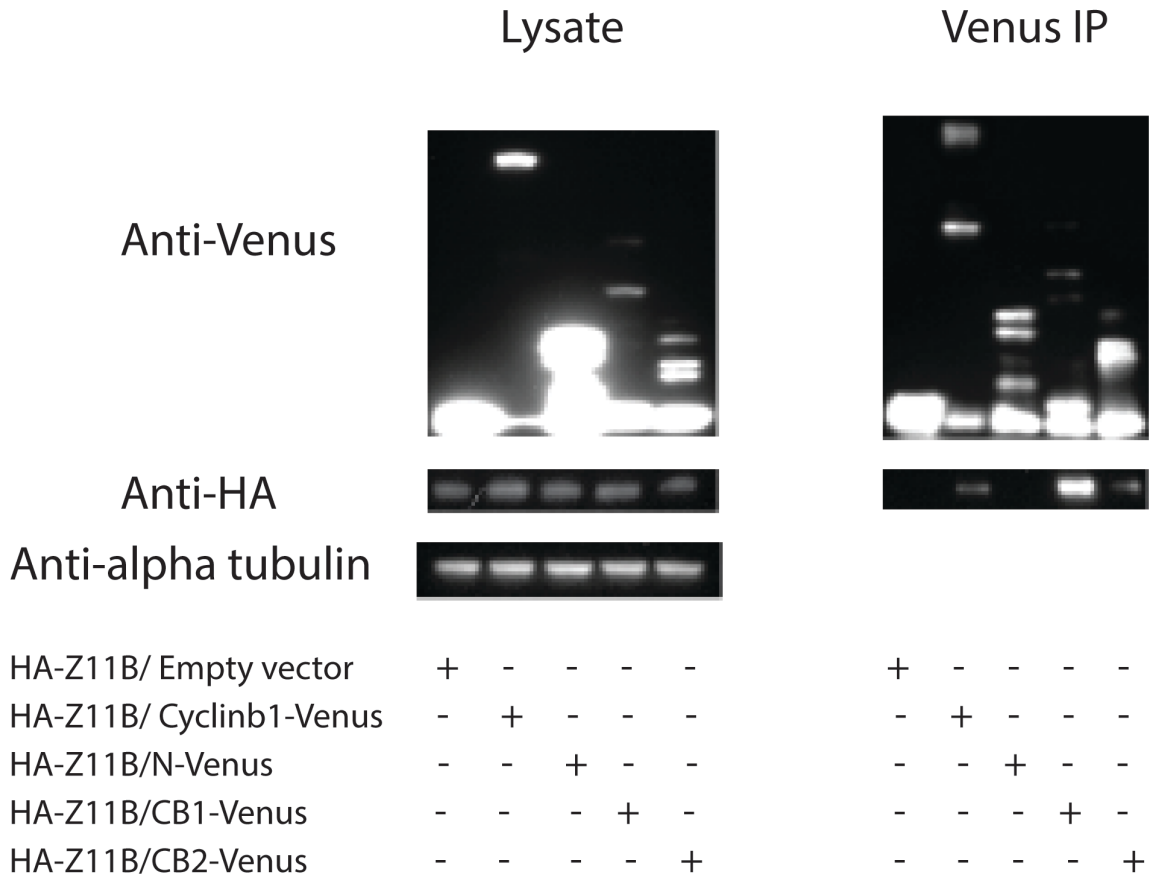 Lysate Venus IP
Anti-Venus
Anti-HA
Anti-alpha tubulin
HA-Z11B/ Empty vector + - - - - + - - - -
HA-Z11B/ Cyclinb1-Venus - + - - - - + - - -
HA-Z11B/N-Venus - - + - - - - + - -
HA-Z11B/CB1-Venus - - - + - - - - + -
HA-Z11B/CB2-Venus - - - - + - - - - +